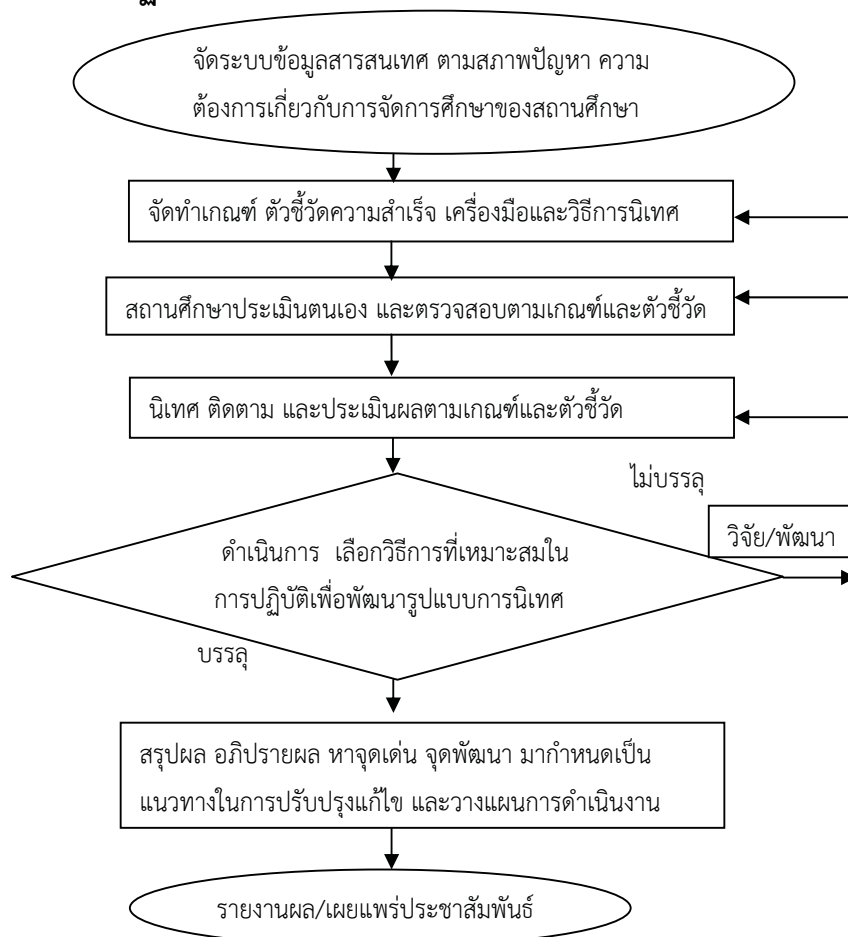 จัดระบบข้อมูลสารสนเทศ ตามสภาพปัญหา ความ
ต้องการเกี่ยวกับการจัดการศึกษาของสถานศึกษา
จัดทำเกณฑ์ ตัวชี้วัดความสำเร็จ เครื่องมือและวิธีการนิเทศ
สถานศึกษาประเมินตนเอง และตรวจสอบตามเกณฑ์และตัวชี้วัด
นิเทศ ติดตาม และประเมินผลตามเกณฑ์และตัวชี้วัด
ไม่บรรลุ
วิจัย/พัฒนา
ดำเนินการ เลือกวิธีการที่เหมาะสมใน
การปฏิบัติเพื่อพัฒนารูปแบบการนิเทศ
บรรลุ
สรุปผล อภิปรายผล หาจุดเด่น จุดพัฒนา มากำหนดเป็น
แนวทางในการปรับปรุงแก้ไข และวางแผนการดำเนินงาน
รายงานผล/เผยแพร่ประชาสัมพันธ์